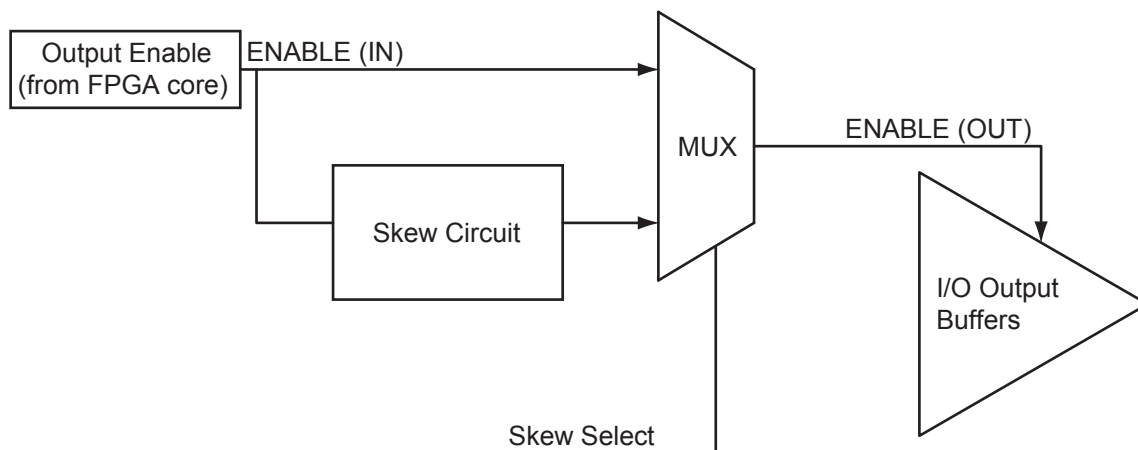 Output Enable
(from FPGA core)
ENABLE (IN)
MUX
ENABLE (OUT)
Skew Circuit
I/O Output
Buffers
Skew Select